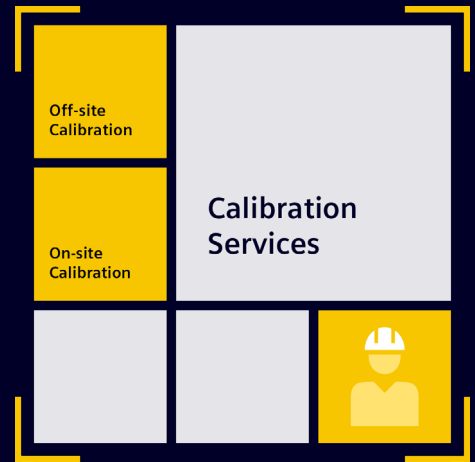 Off-site
Calibration
Calibration
Services
On-site
Calibration